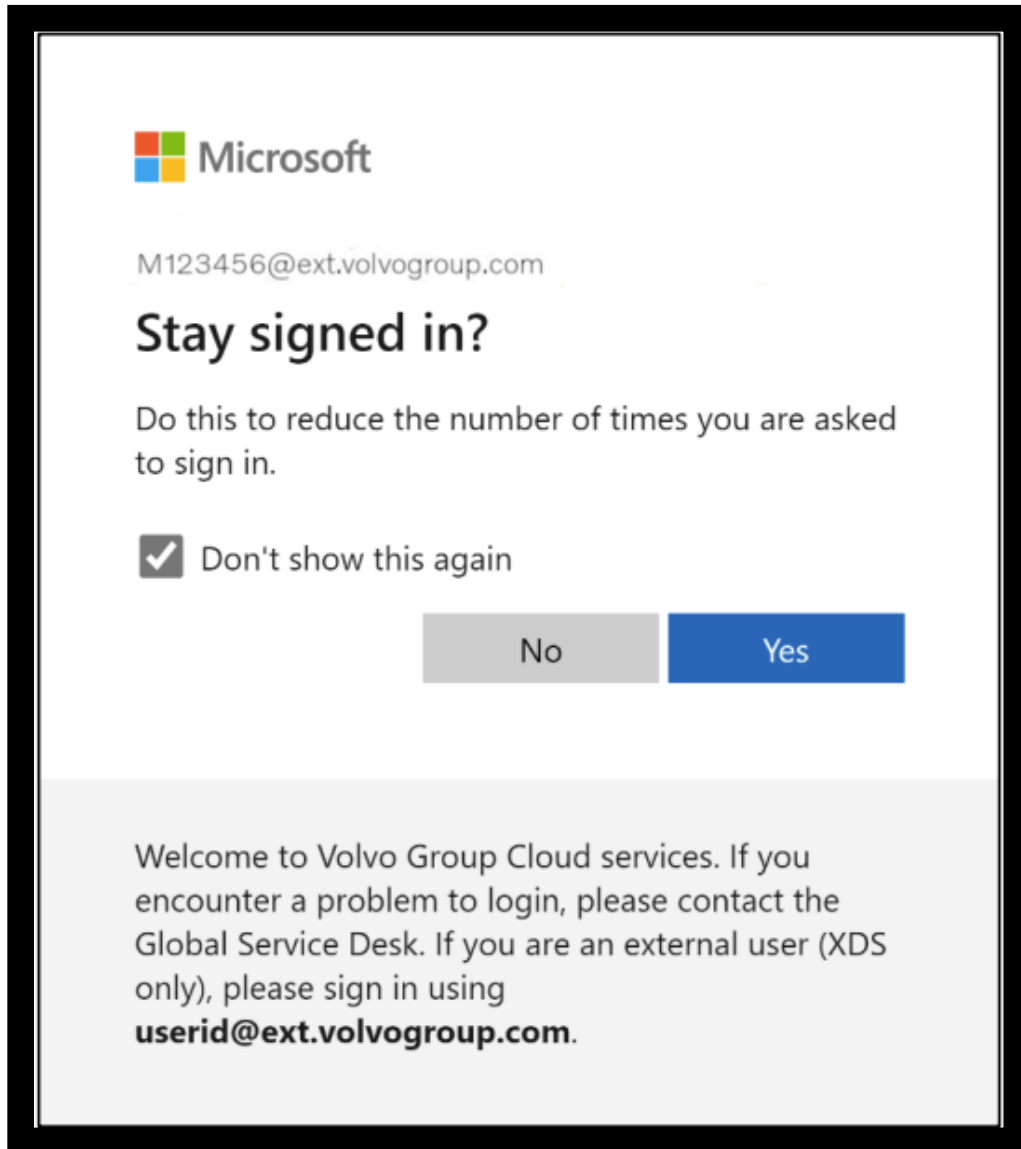 Microsoft
M123456@ext.volvogroup.com
Stay signed in?
Do this to reduce the number of times you are asked
to sign in.
Don't show this again
No
Yes
Welcome to Volvo Group Cloud services. If you
encounter a problem to login, please contact the
Global Service Desk. If you are an external user (XDS
only), please sign in using
userid@ext.volvogroup.com.